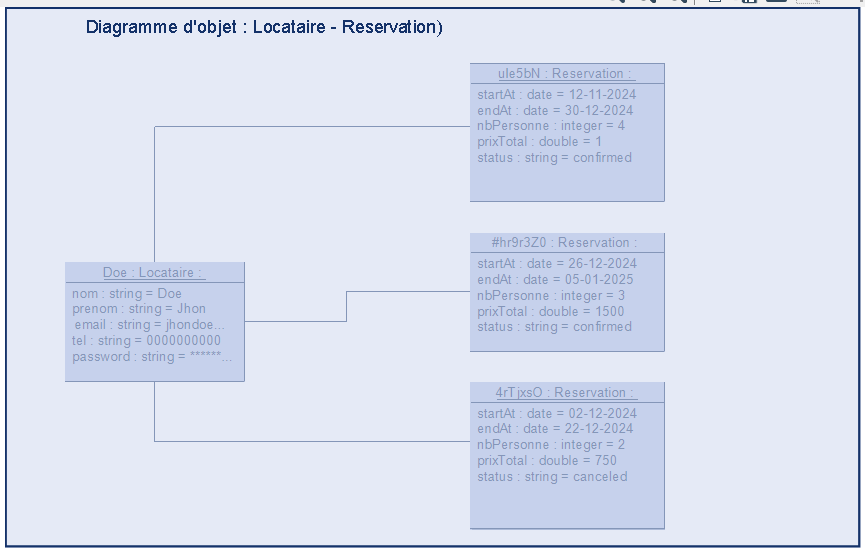 Diagramme d'objet : Locataire - Reservation)
ule5bN : Reservation :
startAt : date = 12-11-2024
endAt : date = 30-12-2024
nbPersonne : integer = 4
prixTotal : double = 1
status : string = confirmed
#hr9r3Z0 : Reservation :
startAt : date = 26-12-2024
endAt : date = 05-01-2025
nbPersonne : integer = 3
prixTotal : double = 1500
status : string = confirmed
Doe : Locataire :
nom : string = Doe
prenom : string = Jhon
email : string = jhondoe...
tel : string = 0000000000
password : string = ******...
4rTjxsO : Reservation :
startAt : date = 02-12-2024
endAt : date = 22-12-2024
nbPersonne : integer = 2
prixTotal : double = 750
status : string = canceled